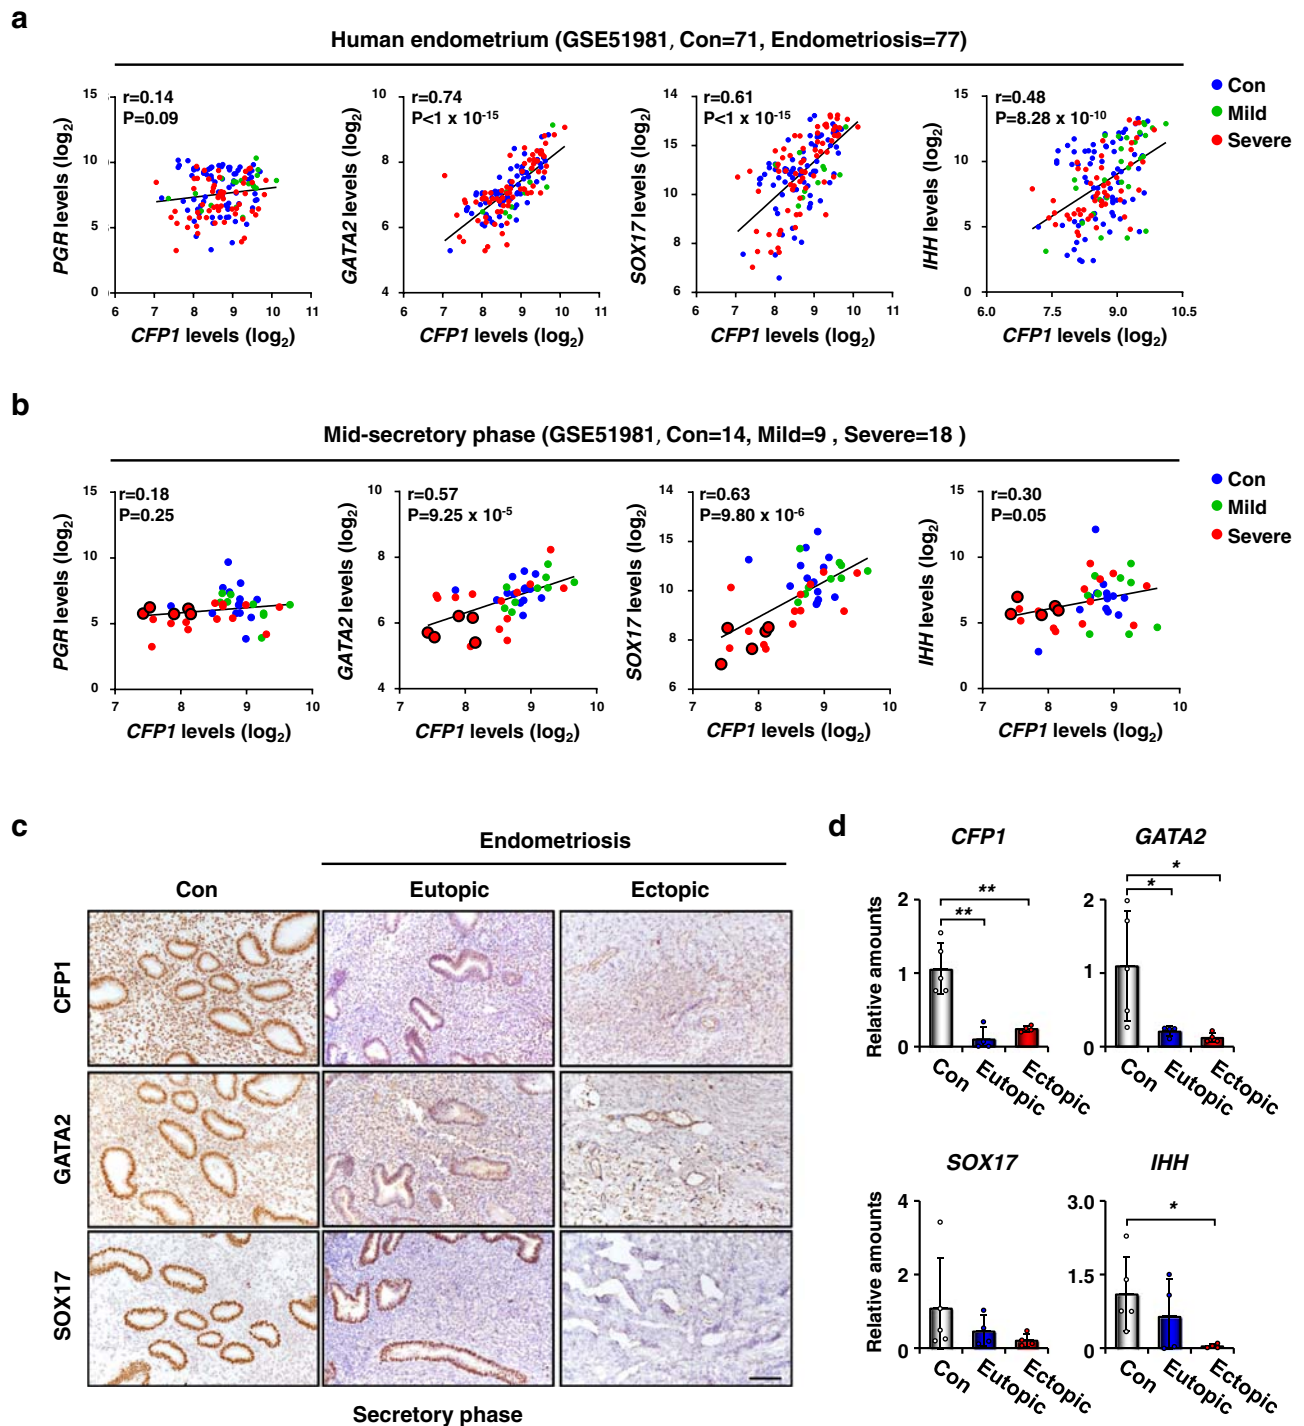 a
Human endometrium (GSE51981, Con=71, Endometriosis=77)
r=0.14
P=0.09
PGR levels (log2)
15
10
5
0
6 7 8 9 10 11
CFP1 levels (log2)
r=0.74
P<1 x 10-15
GATA2 levels (log2)
10
8
6
4
6 7 8 9 10 11
CFP1 levels (log2)
r=0.61
P<1 x 10-15
SOX17 levels (log2)
14
15
10
8
6
6 7 8 9 10 11
CFP1 levels (log2)
r=0.48
P=8.28 x 10-10
IHH levels (log2)
15
10
5
0
6.0 7.5 9.0 10.5
CFP1 levels (log2)
Con
Mild
Severe
b
Mid-secretory phase (GSE51981, Con=14, Mild=9 , Severe=18 )
r=0.18
P=0.25
PGR levels (log2)
15
10
5
0
7 8 9 10
CFP1 levels (log2)
r=0.57
P=9.25 x 10-5
GATA2 levels (log2)
10
8
6
4
7 8 9 10
CFP1 levels (log2)
r=0.63
P=9.80 x 10-6
SOX17 levels (log2)
14
15
10
8
6
7 8 9 10
CFP1 levels (log2)
r=0.30
P=0.05
IHH levels (log2)
15
10
5
0
7 8 9 10
CFP1 levels (log2)
Con
Mild
Severe
c
Endometriosis
Con Eutopic Ectopic
CFP1
GATA2
SOX17
Secretory phase
d
CFP1
**
**
Relative amounts
2
1
0
Con Eutopic Ectopic
GATA2
*
*
2
1
0
Con Eutopic Ectopic
SOX17
Relative amounts
4
2
0
Con Eutopic Ectopic
IHH
*
3.0
1.5
0
Con Eutopic Ectopic